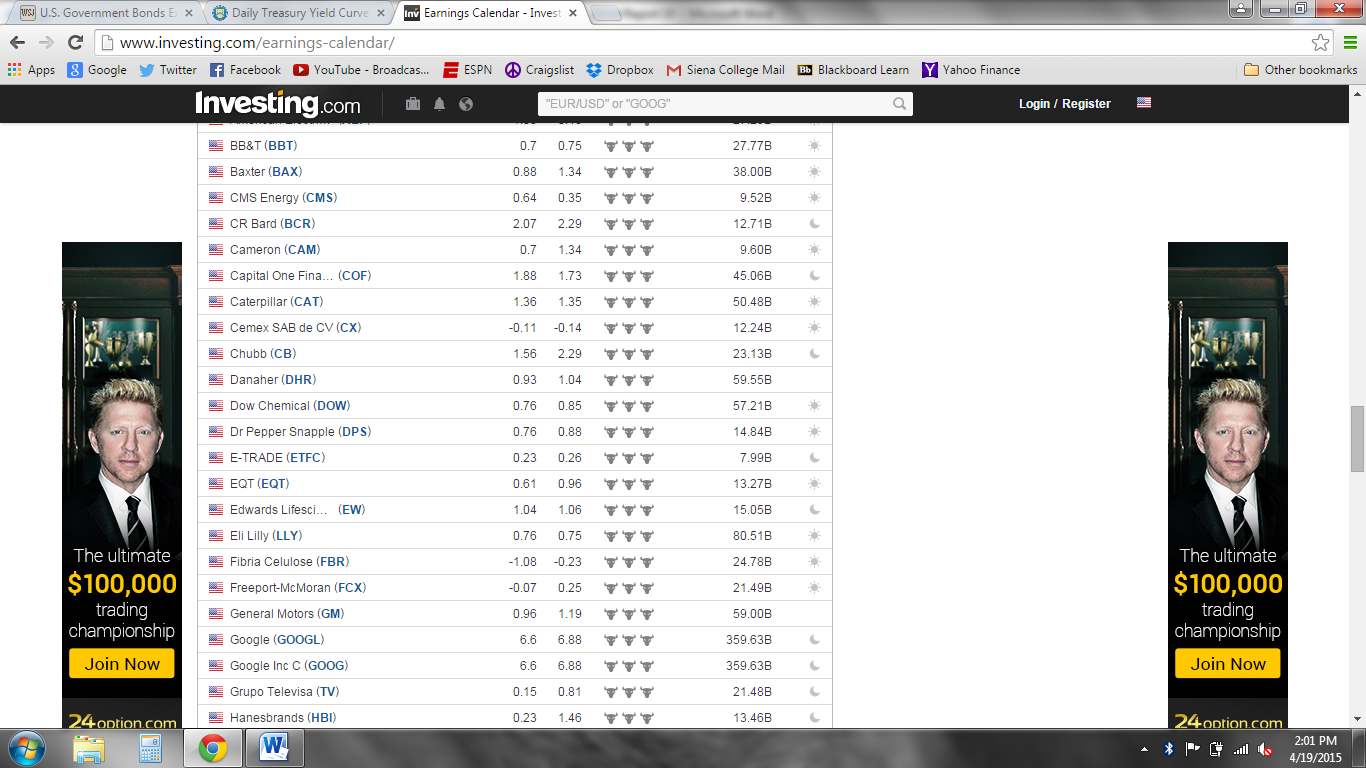 U.S. Government Bonds E
Daily Treasury Yield Curve
Earnings Calendar - Invest
www.investing.com/earnings-calendar/
Apps Google Twitter Facebook YouTube - Broadcas... ESPN Craigslist Dropbox Siena College Mail Blackboard Learn Yahoo Finance Other bookmarks
Investing.com "EUR/USD" or "GOOG" Login / Register
BB&T (BBT) 0.7 0.75 27.77B
Baxter (BAX) 0.88 1.34 38.00B
CMS Energy (CMS) 0.64 0.35 9.52B
CR Bard (BCR) 2.07 2.29 12.71B
Cameron (CAM) 0.7 1.34 9.60B
Capital One Fina... (COF) 1.88 1.73 45.06B
Caterpillar (CAT) 1.36 1.35 50.48B
Cemex SAB de CV (CX) -0.11 -0.14 12.24B
Chubb (CB) 1.56 2.29 23.13B
Danaher (DHR) 0.93 1.04 59.55B
Dow Chemical (DOW) 0.76 0.85 57.21B
Dr Pepper Snapple (DPS) 0.76 0.88 14.84B
E-TRADE (ETFC) 0.23 0.26 7.99B
EQT (EQT) 0.61 0.96 13.27B
Edwards Lifesci... (EW) 1.04 1.06 15.05B
Eli Lilly (LLY) 0.76 0.75 80.51B
Fibria Celulose (FBR) -1.08 -0.23 24.78B
Freeport-McMoran (FCX) -0.07 0.25 21.49B
General Motors (GM) 0.96 1.19 59.00B
Google (GOOGL) 6.6 6.88 359.63B
Google Inc C (GOOG) 6.6 6.88 359.63B
Grupo Televisa (TV) 0.15 0.81 21.48B
Hanesbrands (HBI) 0.23 1.46 13.46B
The ultimate
$100,000
trading
championship
Join Now
24option.com
The ultimate
$100,000
trading
championship
Join Now
24option.com
2:01 PM
4/19/2015